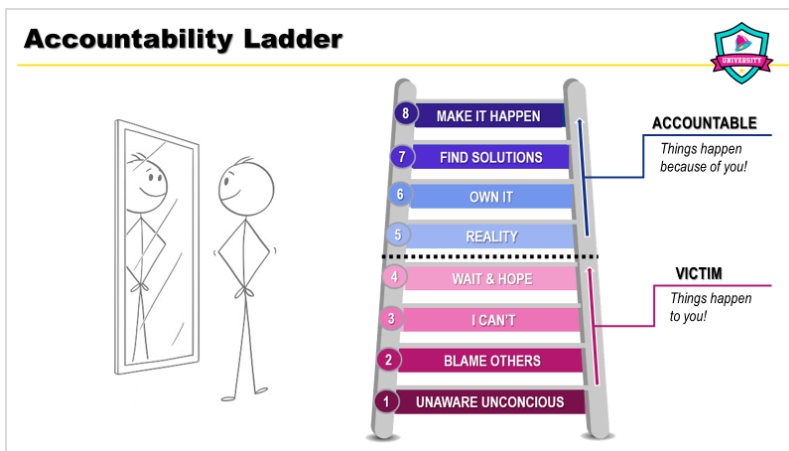 Accountability Ladder
UNIVERSITY
8 MAKE IT HAPPEN
7 FIND SOLUTIONS
6 OWN IT
5 REALITY
4 WAIT & HOPE
3 I CAN'T
2 BLAME OTHERS
1 UNAWARE UNCONCIOUS
ACCOUNTABLE
Things happen
because of you!
VICTIM
Things happen
to you!